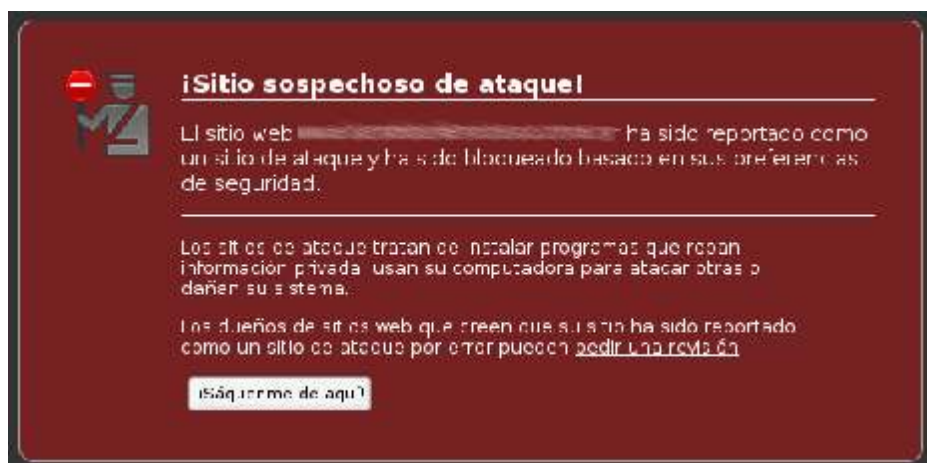 ¡Sitio sospechoso de ataque!
El sitio web ha sido reportado como
un sitio de ataque y ha sido bloqueado basado en sus preferencias
de seguridad.
Los sitios de ataque tratan de instalar programas que roban
información privada, usan su computadora para atacar otras o
dañen su sistema.
Los dueños de sitios web que creen que su sitio ha sido reportado
como un sitio de ataque por error pueden pedir una revisión
¡Sáquenme de aquí!